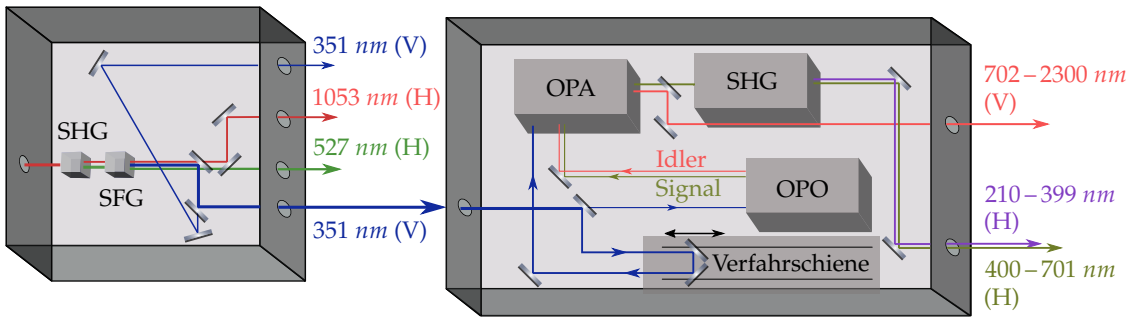 351 nm (V)
1053 nm (H)
SHG
527 nm (H)
SFG
351 nm (V)
OPA
SHG
702 – 2300 nm
(V)
Idler
Signal
OPO
210 – 399 nm
(H)
Verfahrschiene
400 – 701 nm
(H)